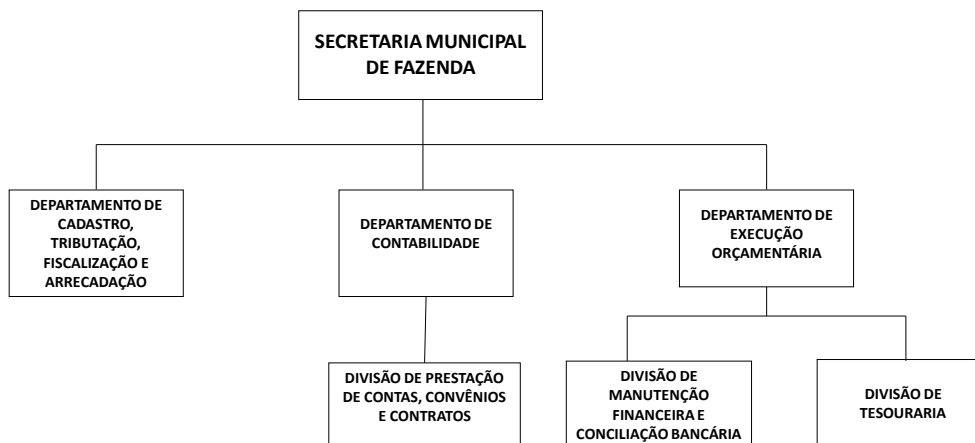 SECRETARIA MUNICIPAL
DE FAZENDA
DEPARTAMENTO DE
CADASTRO,
TRIBUTAÇÃO,
FISCALIZAÇÃO E
ARRECADAÇÃO
DEPARTAMENTO DE
CONTABILIDADE
DEPARTAMENTO DE
EXECUÇÃO
ORÇAMENTÁRIA
DIVISÃO DE PRESTAÇÃO
DE CONTAS, CONVÊNIOS
E CONTRATOS
DIVISÃO DE
MANUTENÇÃO
FINANCEIRA E
CONCILIAÇÃO BANCÁRIA
DIVISÃO DE
TESOURARIA